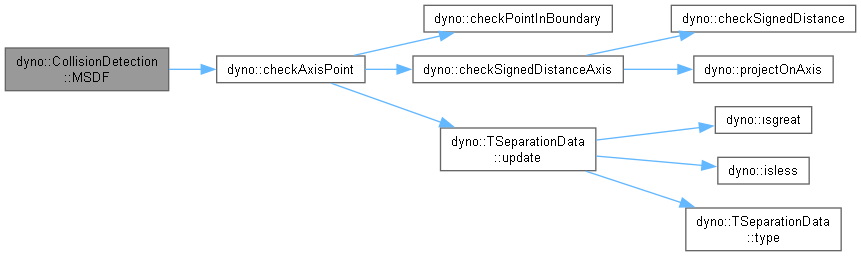 dyno::CollisionDetection
::MSDF
dyno::checkAxisPoint
dyno::checkPointInBoundary
dyno::checkSignedDistanceAxis
dyno::TSeparationData
::update
dyno::checkSignedDistance
dyno::projectOnAxis
dyno::isgreat
dyno::isless
dyno::TSeparationData
::type